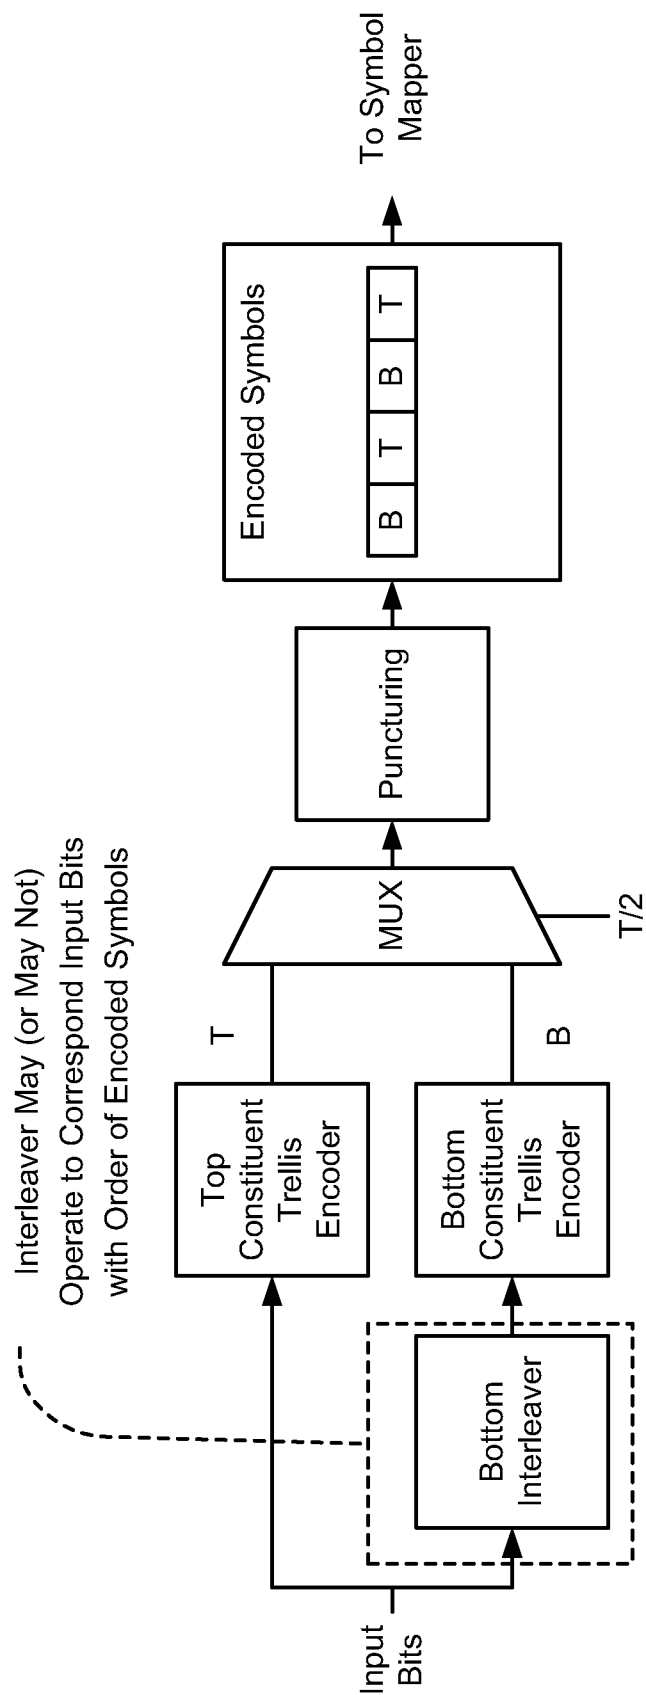 Interleaver May (or May Not)
Operate to Correspond Input Bits
with Order of Encoded Symbols
Input
Bits
Bottom
Interleaver
Top
Constituent
Trellis
Encoder
Bottom
Constituent
Trellis
Encoder
T
B
MUX
T/2
Puncturing
Encoded Symbols
B T B T
To Symbol
Mapper